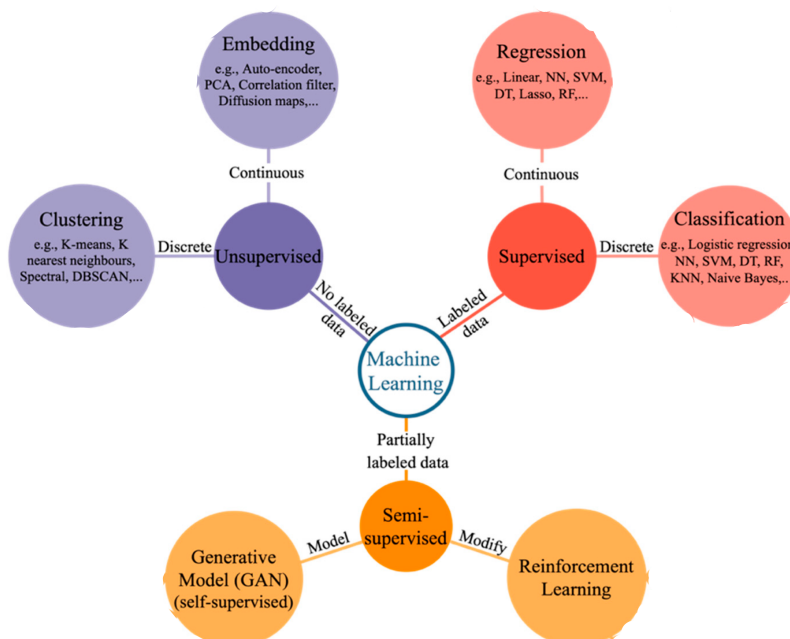 Embedding
e.g., Auto-encoder,
PCA, Correlation filter,
Diffusion maps,...
Regression
e.g., Linear, NN, SVM,
DT, Lasso, RF,...
Continuous
Continuous
Clustering
e.g., K-means, K
nearest neighbours,
Spectral, DBSCAN,...
Discrete
Unsupervised
Supervised
Discrete
Classification
e.g., Logistic regression
NN, SVM, DT, RF,
KNN, Naive Bayes,..
No labeled
data
Labeled
data
Machine
Learning
Partially
labeled data
Semi-
supervised
Model
Modify
Generative
Model (GAN)
(self-supervised)
Reinforcement
Learning